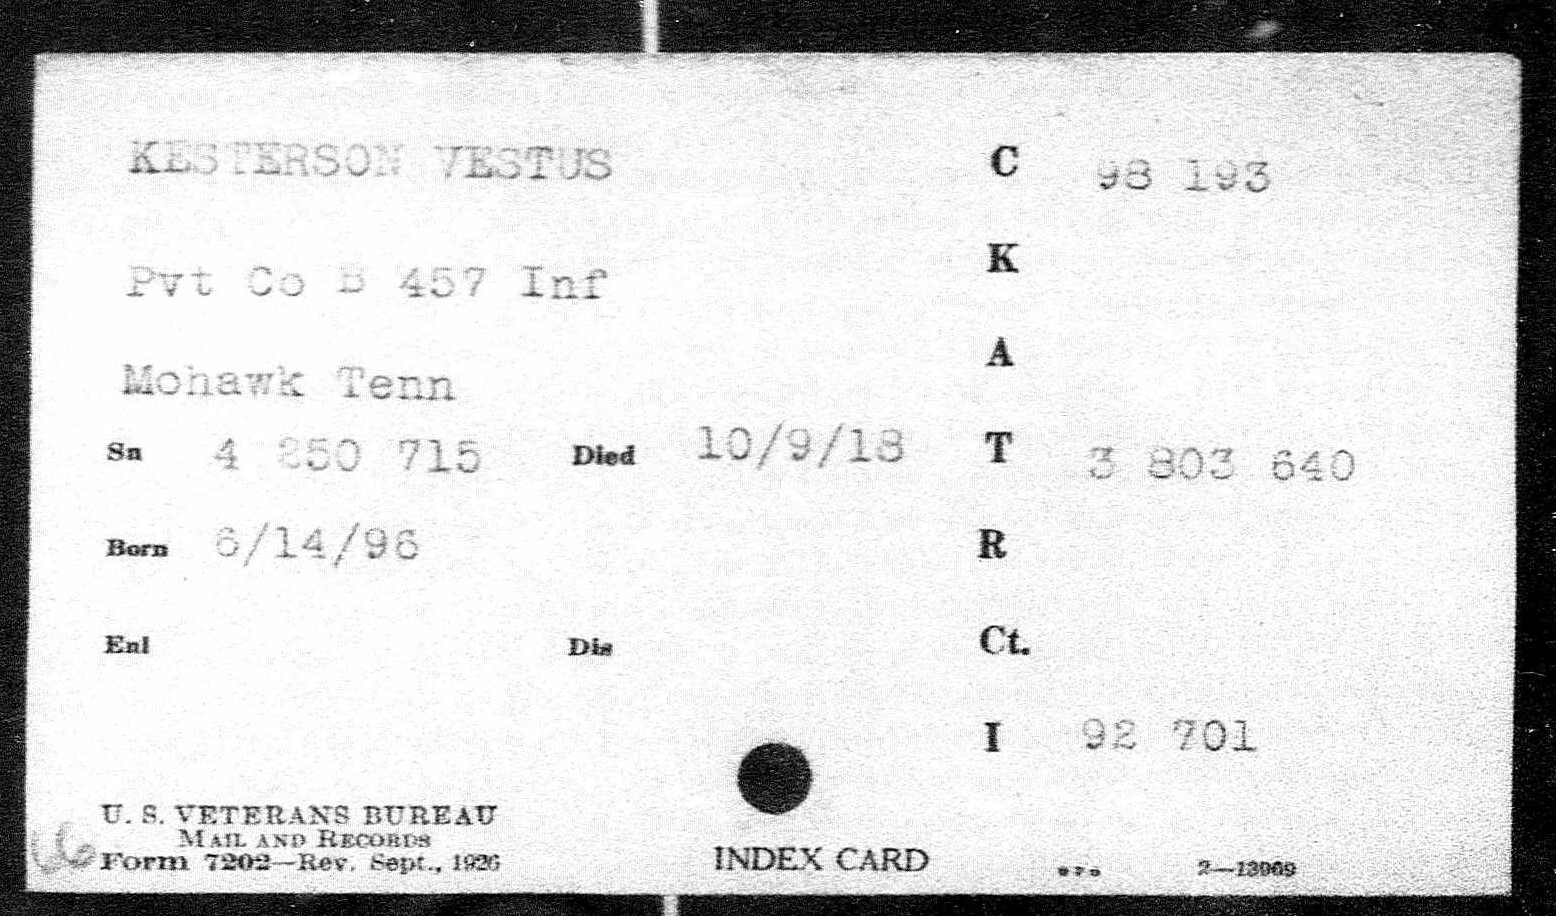 KESTERSON VESTUS
C 98 193
Pvt Co B 457 Inf
K
Mohawk Tenn
A
Sn 4 250 715 Died 10/9/18
T 3 803 640
Born 6/14/96
R
Enl Dis
Ct.
I 92 701
U. S. VETERANS BUREAU
MAIL AND RECORDS
Form 7202—Rev. Sept., 1926
INDEX CARD
2—13969